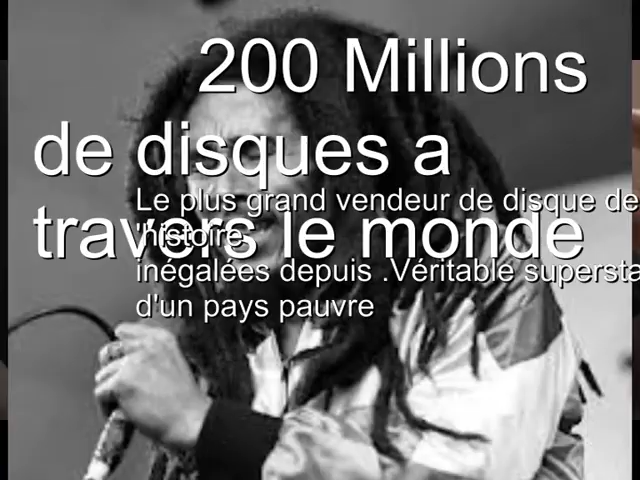 200 Millions
de disques a
travers le monde
Le plus grand vendeur de disque de
'histoire.
inégalées depuis .Véritable supersta
d'un pays pauvre